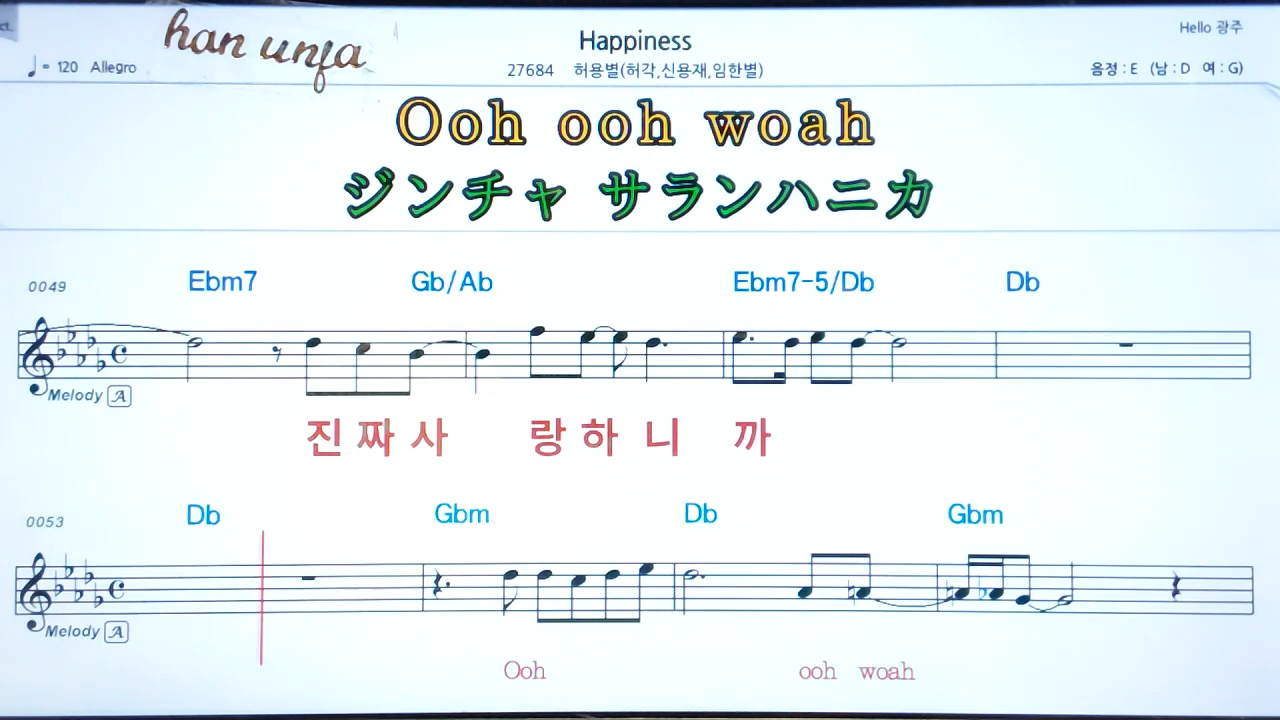 ct.
han unfa
Happiness
Hello 광주
♩= 120 Allegro
27684 허용별(허각,신용재,임한별)
음정 : E (남 : D 여 : G)
Ooh ooh woah
ジンチャ サランハニカ
0049 Ebm7 Gb/Ab Ebm7-5/Db Db
Melody A
진 짜 사 랑 하 니 까
0053 Db Gbm Db Gbm
Melody A
Ooh ooh woah